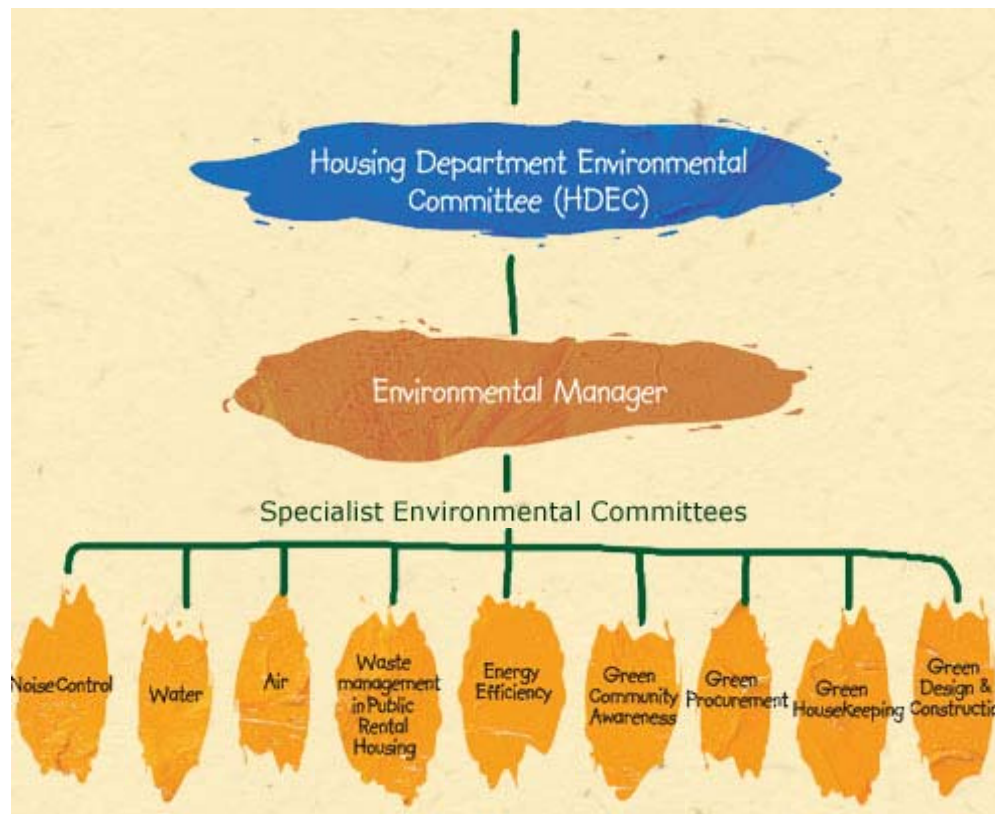 Housing Department Environmental
Committee (HDEC)
Environmental Manager
Specialist Environmental Committees
Noise Control
Water
Air
Waste
management
in Public
Rental
Housing
Energy
Efficiency
Green
Community
Awareness
Green
Procurement
Green
Housekeeping
Green
Design &
Constructio